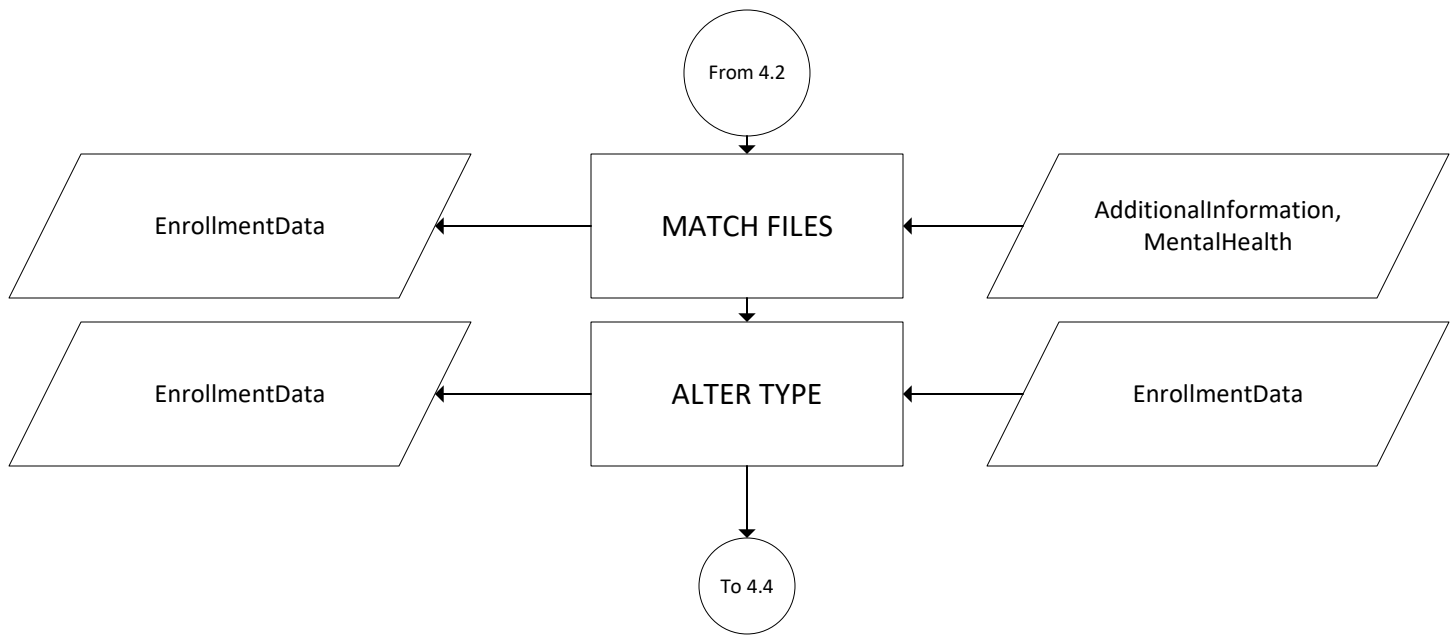 From 4.2
EnrollmentData
MATCH FILES
AdditionalInformation,
MentalHealth
EnrollmentData
ALTER TYPE
EnrollmentData
To 4.4